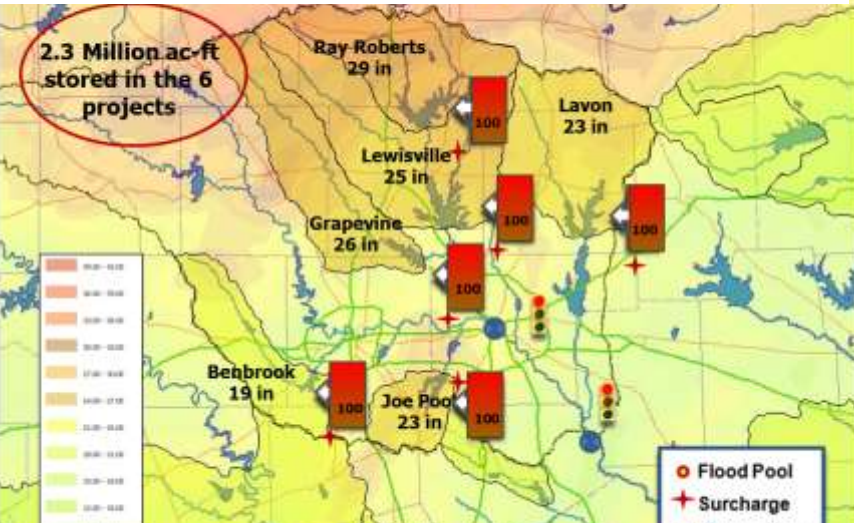 2.3 Million ac-ft
stored in the 6
projects
Ray Roberts
29 in
100
Lavon
23 in
Lewisville
25 in
100
100
Grapevine
26 in
100
Benbrook
19 in
100
Joe Poo
23 in
100
Flood Pool
Surcharge